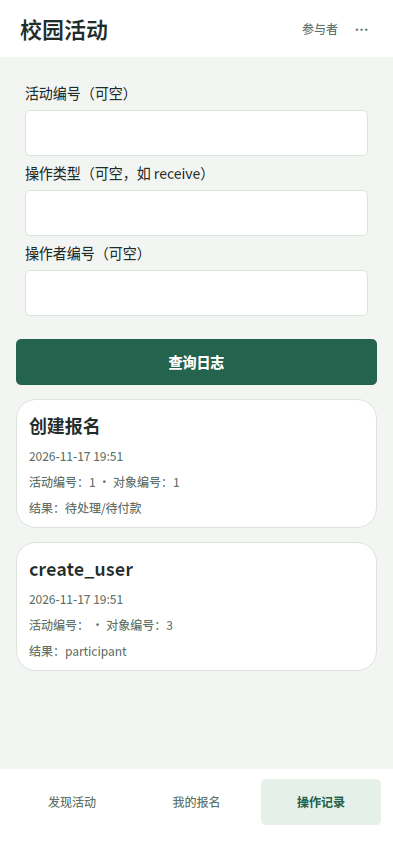 校园活动
参与者 ···
活动编号（可空）
操作类型（可空，如 receive）
操作者编号（可空）
查询日志
创建报名
2026-11-17 19:51
活动编号：1 · 对象编号：1
结果：待处理/待付款
create_user
2026-11-17 19:51
活动编号： · 对象编号：3
结果：participant
发现活动
我的报名
操作记录